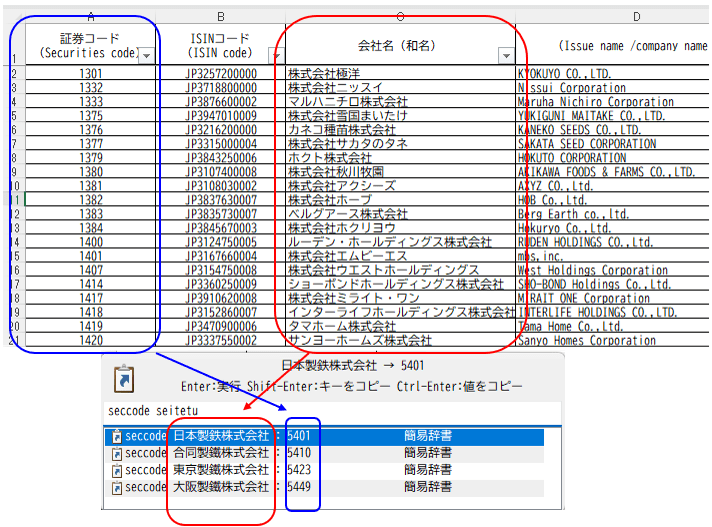 A B C D
1 証券コード (Securities code) ISINコード (ISIN code) 会社名（和名） (Issue name /company name
2 1301 JP3257200000 株式会社極洋 KYOKUYO CO.,LTD.
3 1332 JP3718800000 株式会社ニッスイ Nissui Corporation
4 1333 JP3876600002 マルハニチロ株式会社 Maruha Nichiro Corporation
5 1375 JP3947010009 株式会社雪国まいたけ YUKIGUNI MAITAKE CO.,LTD.
6 1376 JP3216200000 カネコ種苗株式会社 KANEKO SEEDS CO.,LTD.
7 1377 JP3315000004 株式会社サカタのタネ SAKATA SEED CORPORATION
8 1379 JP3843250006 ホクト株式会社 HOKUTO CORPORATION
9 1380 JP3107400008 株式会社秋川牧園 AKIKAWA FOODS & FARMS CO.,LTD.
10 1381 JP3108030002 株式会社アクシーズ AXYZ CO.,Ltd.
11 1382 JP3837630007 株式会社ホーブ HOB Co.,Ltd.
12 1383 JP3835730007 ベルグアース株式会社 Berg Earth co.,ltd.
13 1384 JP3845670003 株式会社ホクリヨウ Hokuryo Co.,Ltd.
14 1400 JP3124750005 ルーデン・ホールディングス株式会社 RUDEN HOLDINGS CO.,Ltd.
15 1401 JP3167660004 株式会社エムビーエス mbs,inc.
16 1407 JP3154750008 株式会社ウエストホールディングス West Holdings Corporation
17 1414 JP3360250009 ショーボンドホールディングス株式会社 SHO-BOND Holdings Co.,Ltd.
18 1417 JP3910620008 株式会社ミライト・ワン MIRAIT ONE Corporation
19 1418 JP3152860007 インターライフホールディングス株式会社 INTERLIFE HOLDINGS CO.,LTD.
20 1419 JP3470900006 タマホーム株式会社 Tama Home Co.,Ltd.
21 1420 JP3337550002 サンヨーホームズ株式会社 Sanyo Homes Corporation
日本製鉄株式会社 → 5401
Enter:実行 Shift-Enter:キーをコピー Ctrl-Enter:値をコピー
seccode seitetu
seccode 日本製鉄株式会社 : 5401 簡易辞書
seccode 合同製鐵株式会社 : 5410 簡易辞書
seccode 東京製鐵株式会社 : 5423 簡易辞書
seccode 大阪製鐵株式会社 : 5449 簡易辞書